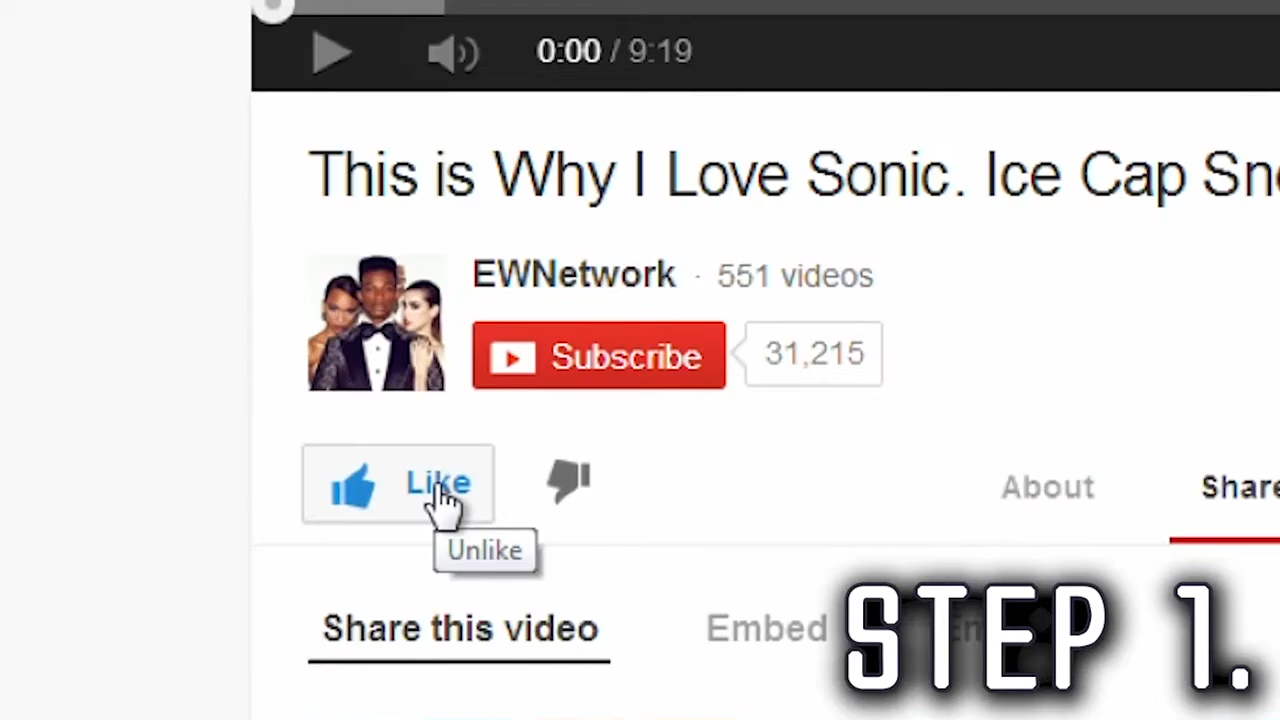 0:00 / 9:19
This is Why I Love Sonic. Ice Cap Sno
EWNetwork · 551 videos
Subscribe 31,215
Like
About Share
Unlike
Share this video Embed
STEP 1.